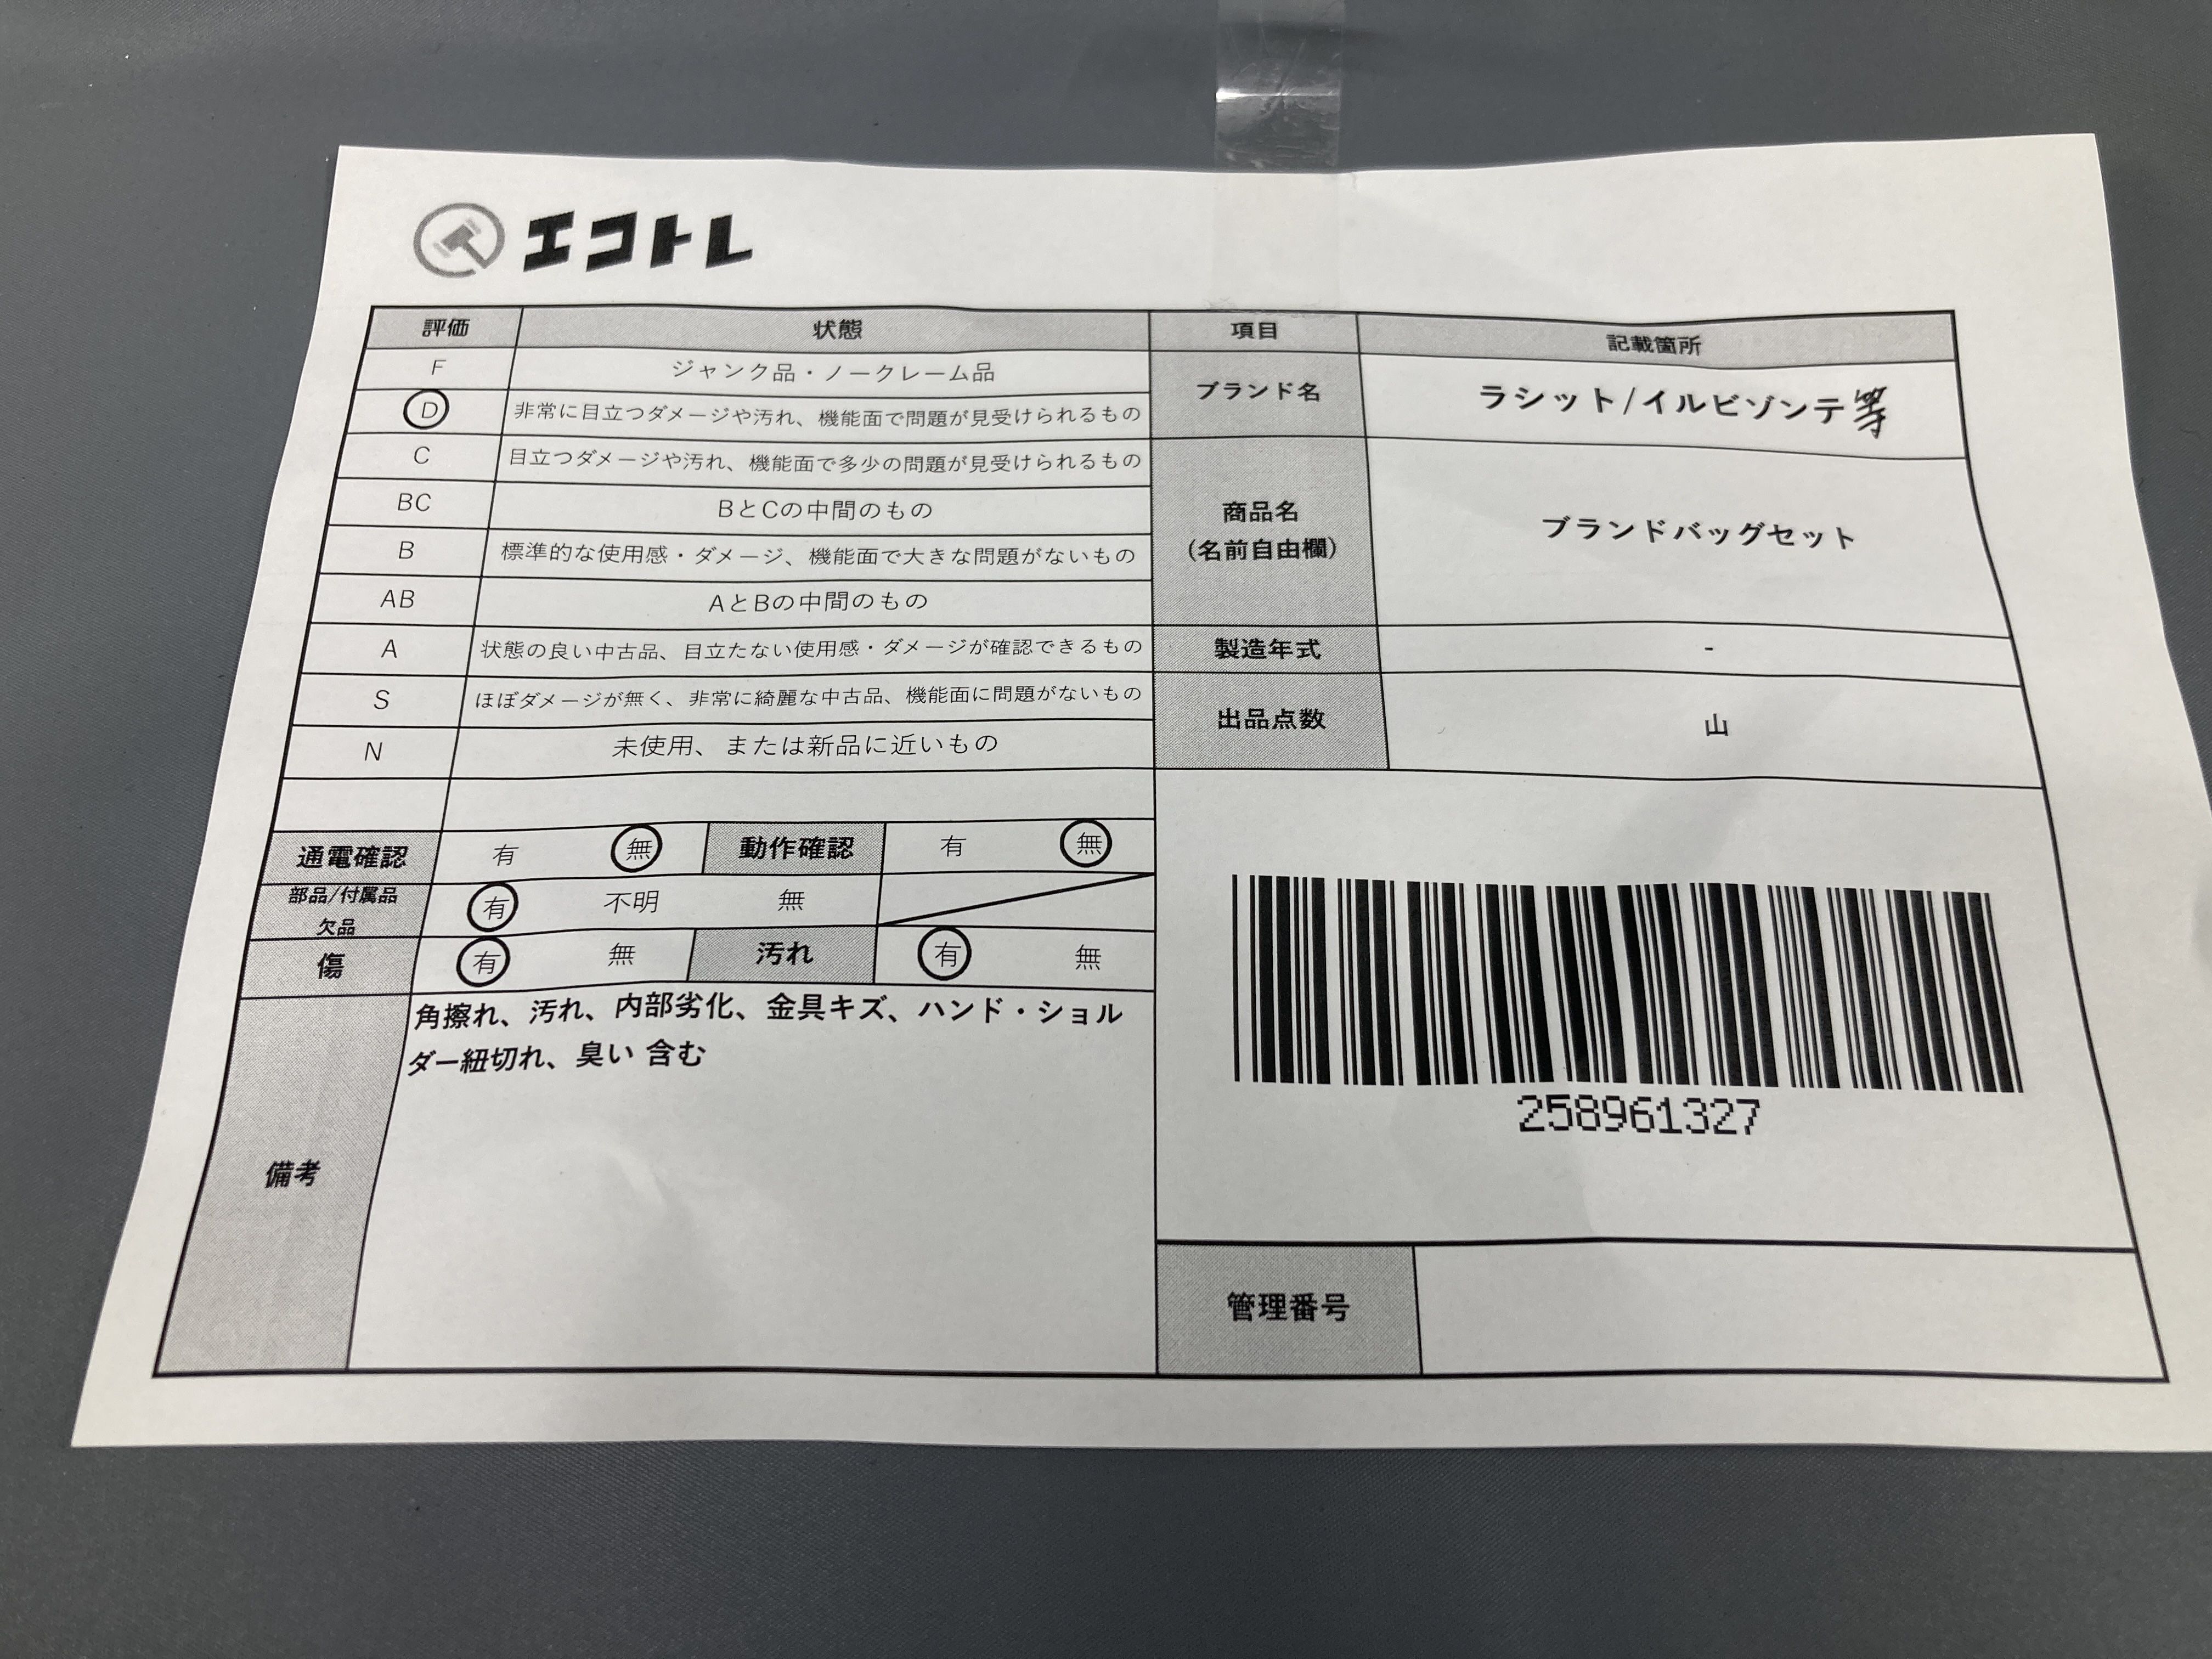 エコトレ
評価 状態 項目 記載箇所
F ジャンク品・ノークレーム品
D 非常に目立つダメージや汚れ、機能面で問題が見受けられるもの
C 目立つダメージや汚れ、機能面で多少の問題が見受けられるもの
BC BとCの中間のもの
B 標準的な使用感・ダメージ、機能面で大きな問題がないもの
AB AとBの中間のもの
A 状態の良い中古品、目立たない使用感・ダメージが確認できるもの
S ほぼダメージが無く、非常に綺麗な中古品、機能面に問題がないもの
N 未使用、または新品に近いもの
通電確認 有 無 動作確認 有 無
部品/付属品
欠品
有 不明 無
傷 有 無 汚れ 有 無
備考
角擦れ、汚れ、内部劣化、金具キズ、ハンド・ショル
ダー紐切れ、臭い 含む
ブランド名 ラシット/イルビゾンテ等
商品名
(名前自由欄)
ブランドバッグセット
製造年式 -
出品点数 山
258961327
管理番号